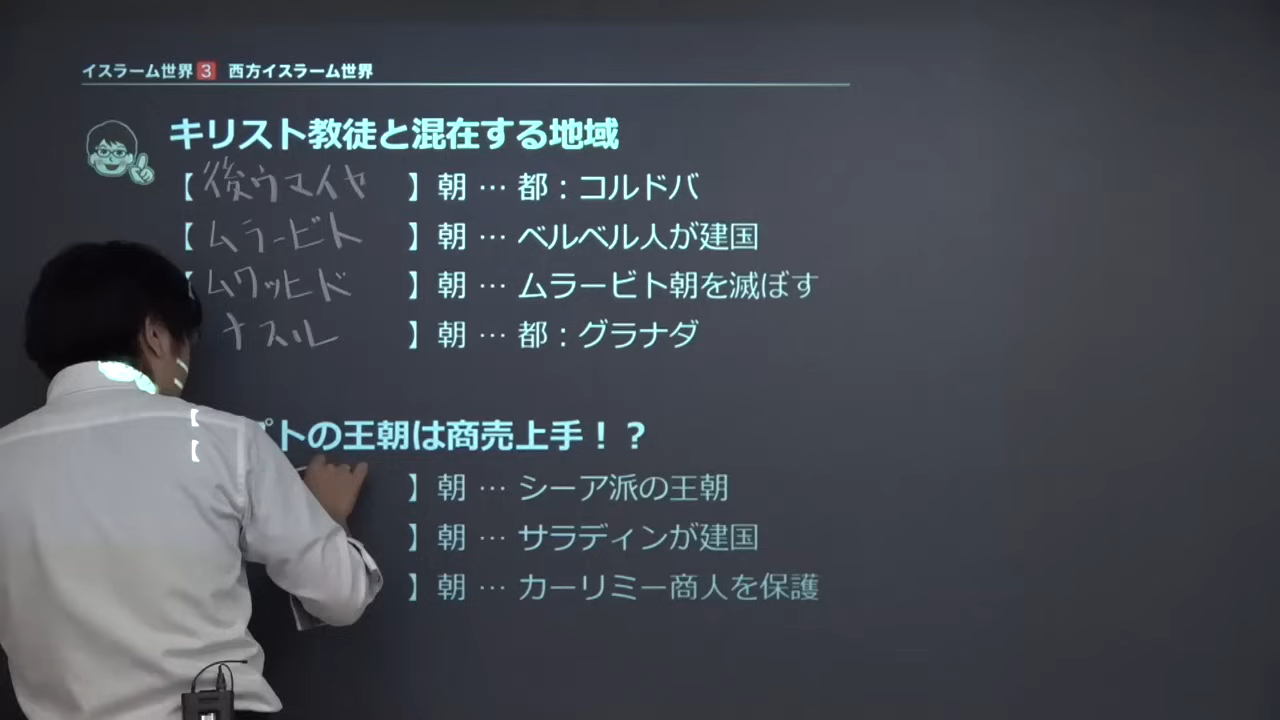 イスラーム世界 3 西方イスラーム世界
キリスト教徒と混在する地域
【 後ウマイヤ 】朝 … 都：コルドバ
【 ムラービト 】朝 … ベルベル人が建国
【 ムワッヒド 】朝 … ムラービト朝を滅ぼす
ナスル 】朝 … 都：グラナダ
プトの王朝は商売上手！？
】朝 … シーア派の王朝
】朝 … サラディンが建国
】朝 … カーリミー商人を保護